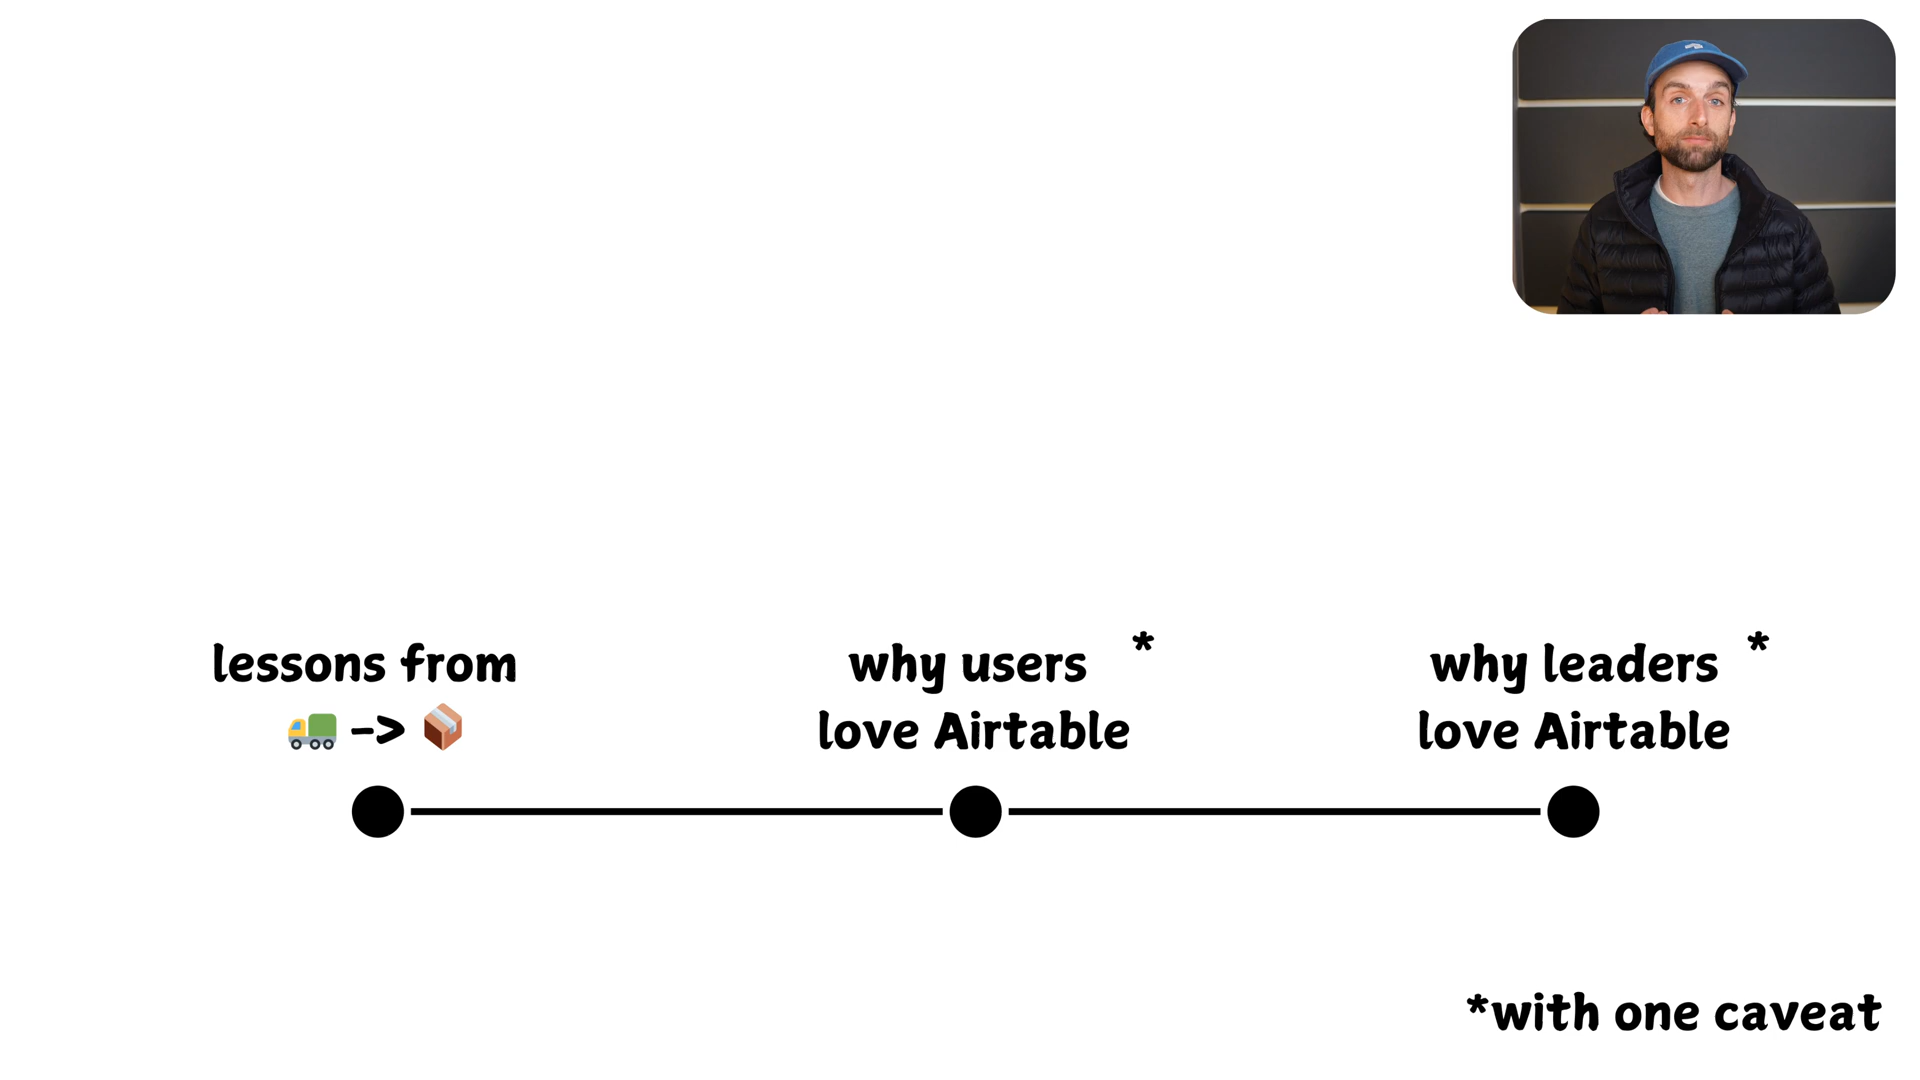 lessons from
🚛 -> 📦
why users *
love Airtable
why leaders *
love Airtable
*with one caveat